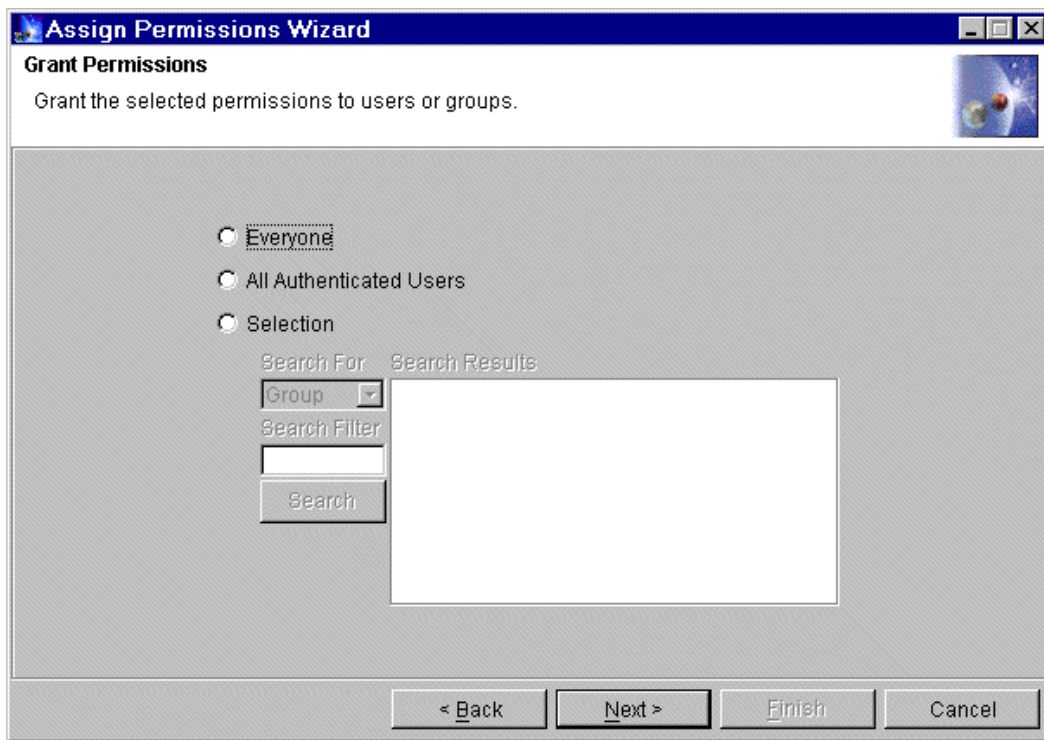 Assign Permissions Wizard
Grant Permissions
Grant the selected permissions to users or groups.
Everyone
All Authenticated Users
Selection
Search For Search Results
Group
Search Filter
Search
< Back Next > Finish Cancel